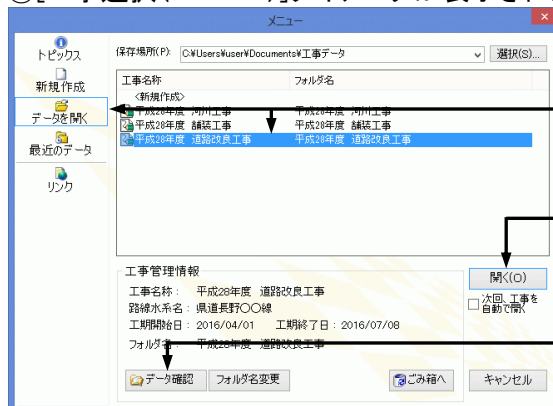 メニュー
トピックス
新規作成
データを開く
最近のデータ
リンク
保存場所(P):
C:¥Users¥user¥Documents¥工事データ
選択(S)...
工事名称
フォルダ名
<新規作成>
平成28年度 河川工事
平成28年度 河川工事
平成28年度 舗装工事
平成28年度 舗装工事
平成28年度 道路改良工事
平成28年度 道路改良工事
工事管理情報
工事名称： 平成28年度 道路改良工事
路線水系名： 県道長野〇〇線
工期開始日： 2016/04/01 工期終了日： 2016/07/08
フォルダ名： 平成28年度 道路改良工事
データ確認
フォルダ名変更
ごみ箱へ
開く(O)
次回、工事を
自動で開く
キャンセル